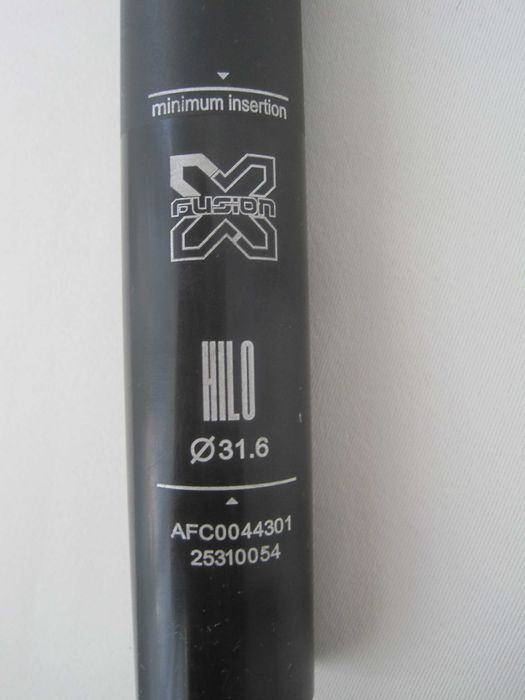 minimum insertion
X
FUSION
HILO
Ø31.6
AFC0044301
25310054